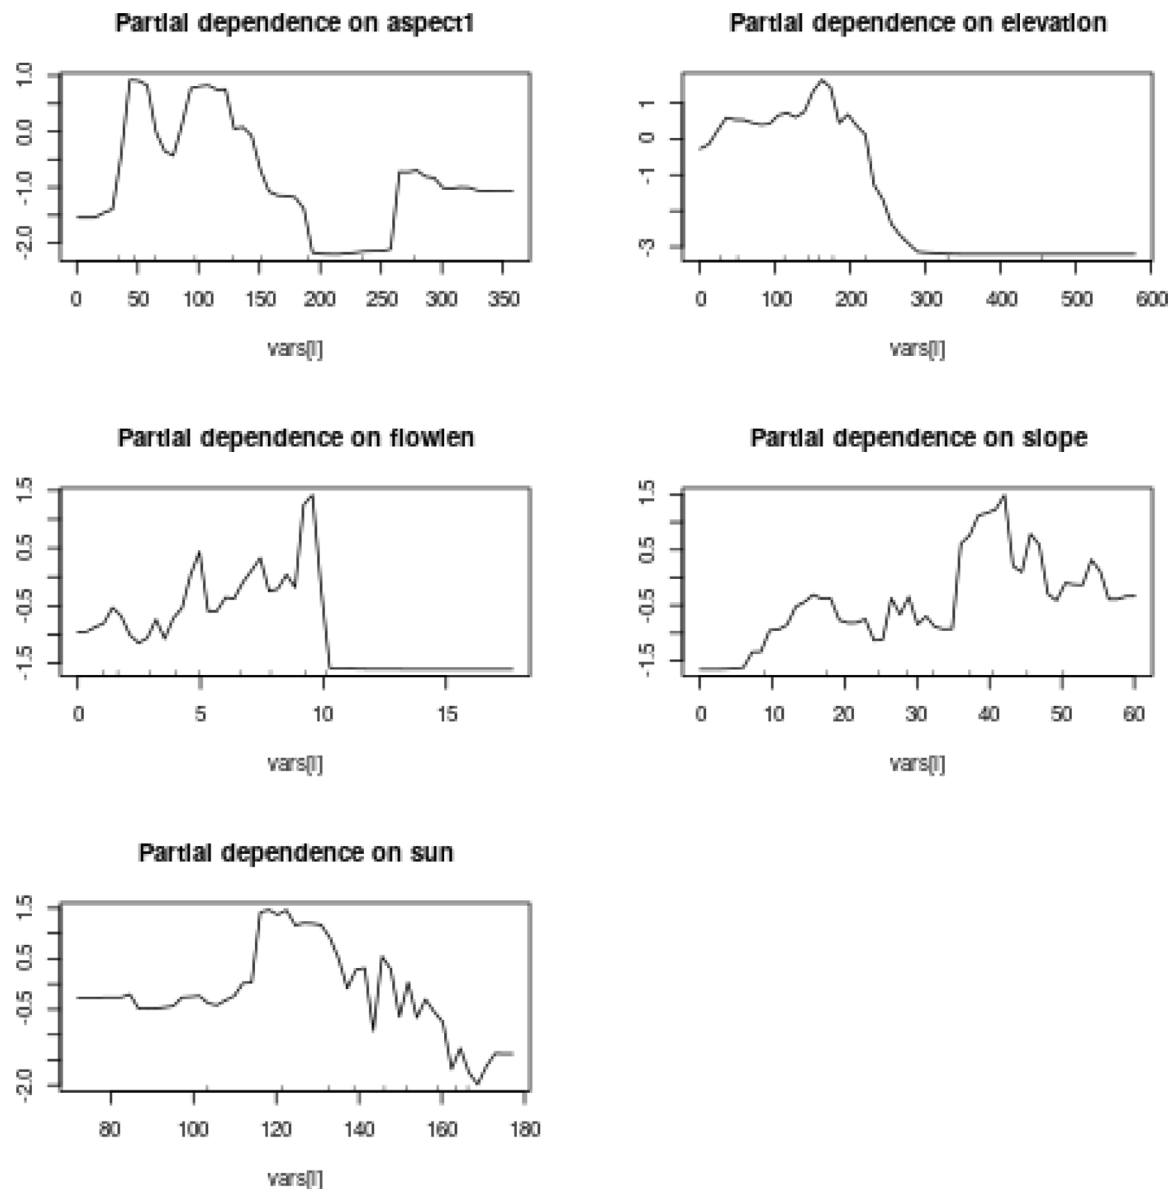 Partial dependence on aspect1
1.0
0.0
-1.0
-2.0
0 50 100 150 200 250 300 350
vars[i]
Partial dependence on elevation
1
0
-1
-3
0 100 200 300 400 500 600
vars[i]
Partial dependence on flowlen
1.5
0.5
-0.5
-1.5
0 5 10 15
vars[i]
Partial dependence on slope
1.5
0.5
-0.5
-1.5
0 10 20 30 40 50 60
vars[i]
Partial dependence on sun
1.5
0.5
-0.5
-2.0
80 100 120 140 160 180
vars[i]